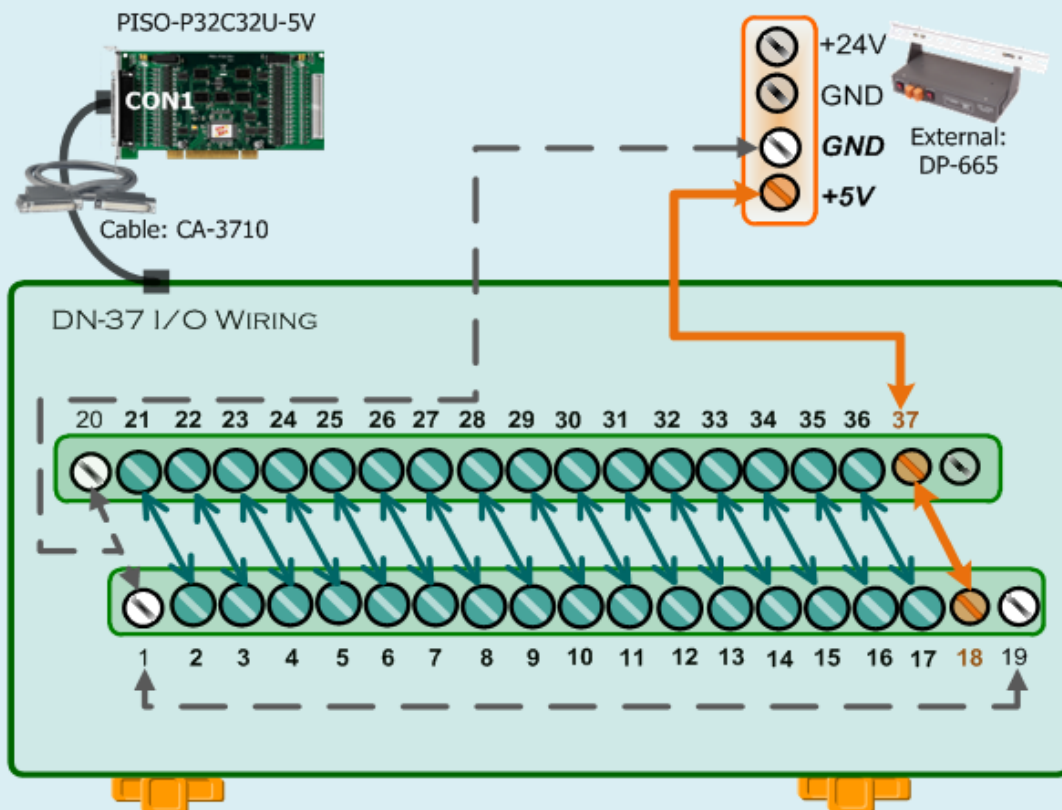 PISO-P32C32U-5V
CON1
Cable: CA-3710
+24V
GND
GND
+5V
External:
DP-665
DN-37 I/O WIRING
20 21 22 23 24 25 26 27 28 29 30 31 32 33 34 35 36 37
1 2 3 4 5 6 7 8 9 10 11 12 13 14 15 16 17 18 19